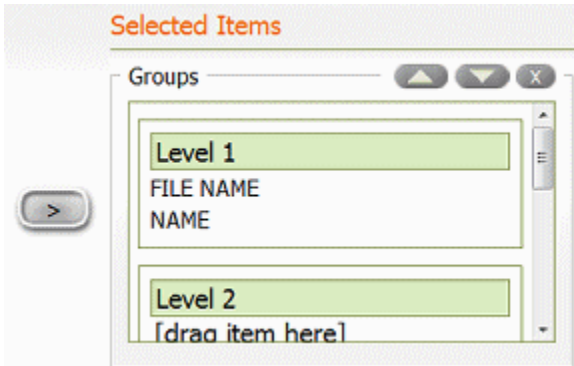 Selected Items
Groups
X
Level 1
FILE NAME
NAME
>
Level 2
[drag item here]